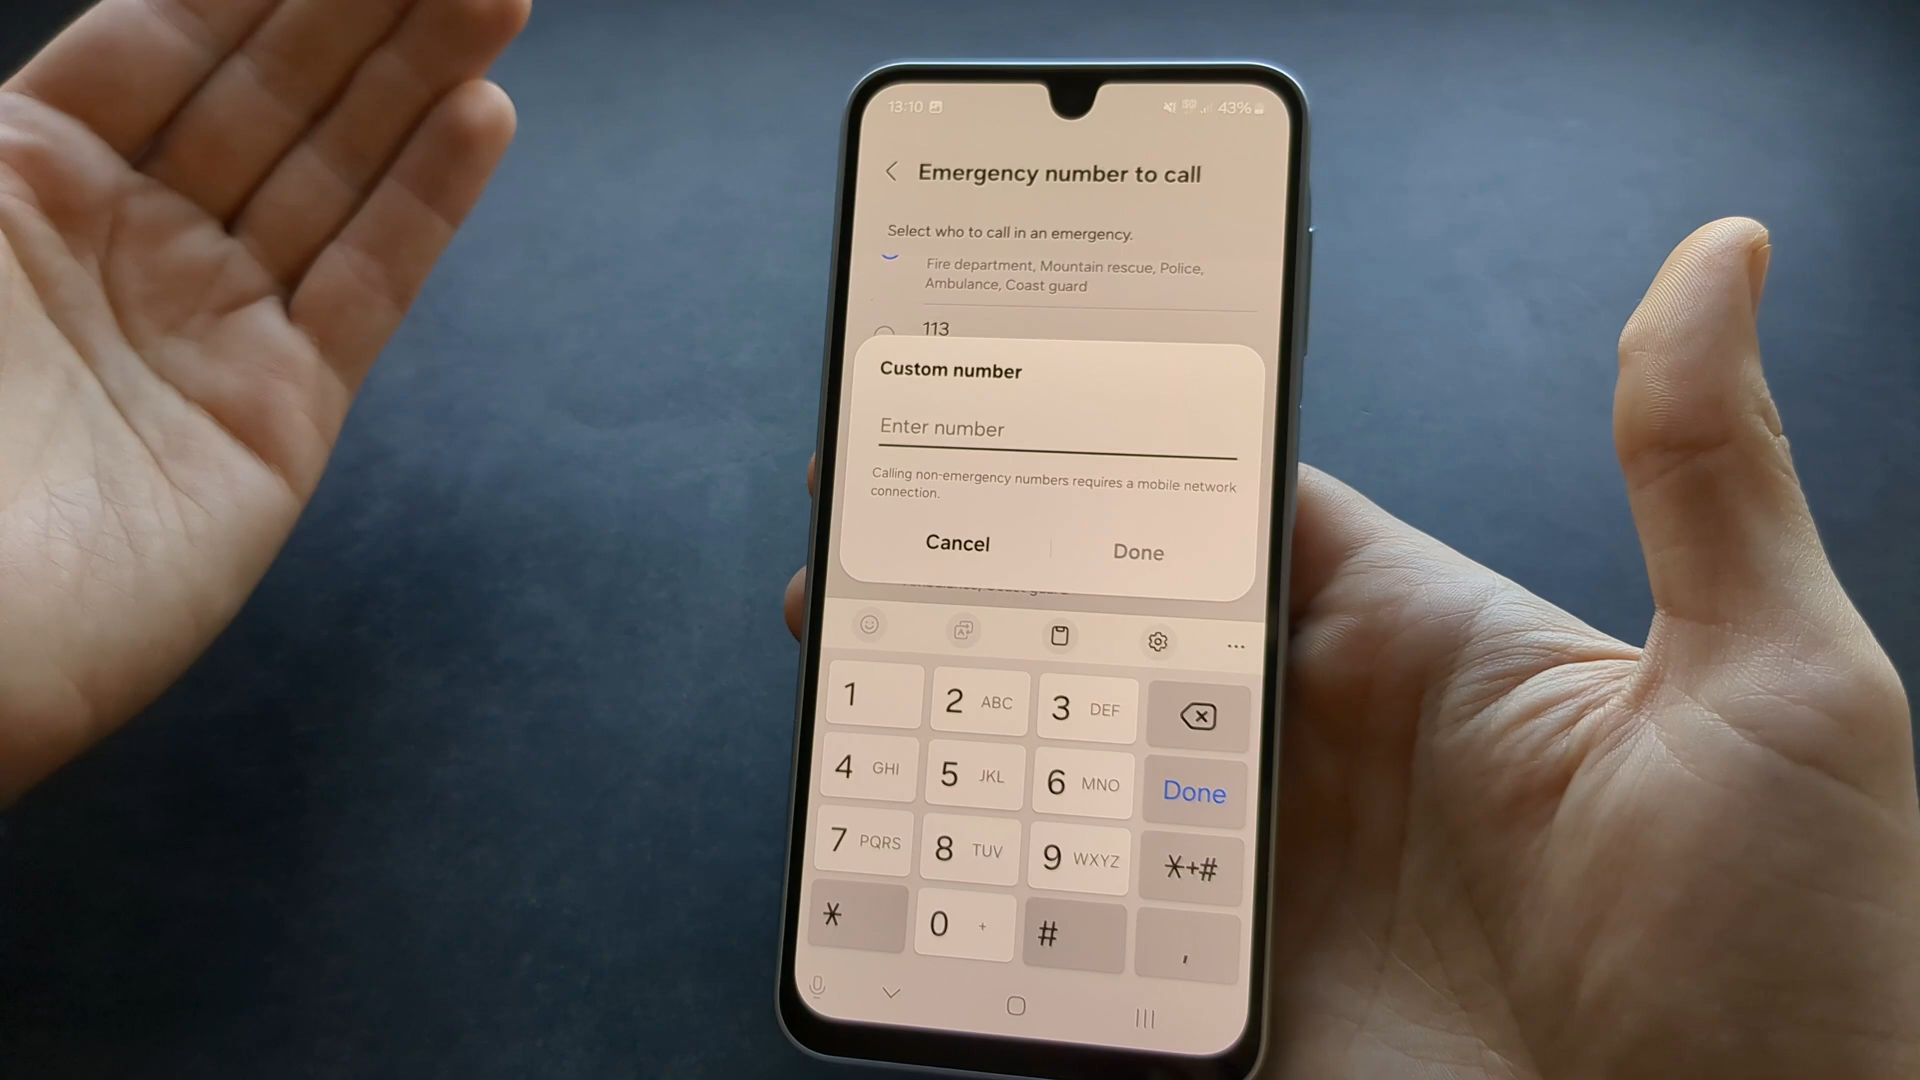 13:10
43%
Emergency number to call
Select who to call in an emergency.
Fire department, Mountain rescue, Police,
Ambulance, Coast guard
113
Custom number
Enter number
Calling non-emergency numbers requires a mobile network
connection.
Cancel
Done
1
2 ABC
3 DEF
4 GHI
5 JKL
6 MNO
Done
7 PQRS
8 TUV
9 WXYZ
*+#
*
0 +
#
,